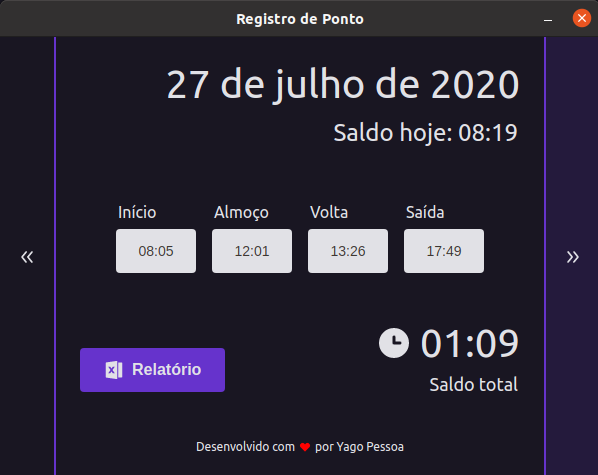 Registro de Ponto
27 de julho de 2020
Saldo hoje: 08:19
Início Almoço Volta Saída
08:05 12:01 13:26 17:49
« »
01:09
Relatório
Saldo total
Desenvolvido com ❤ por Yago Pessoa